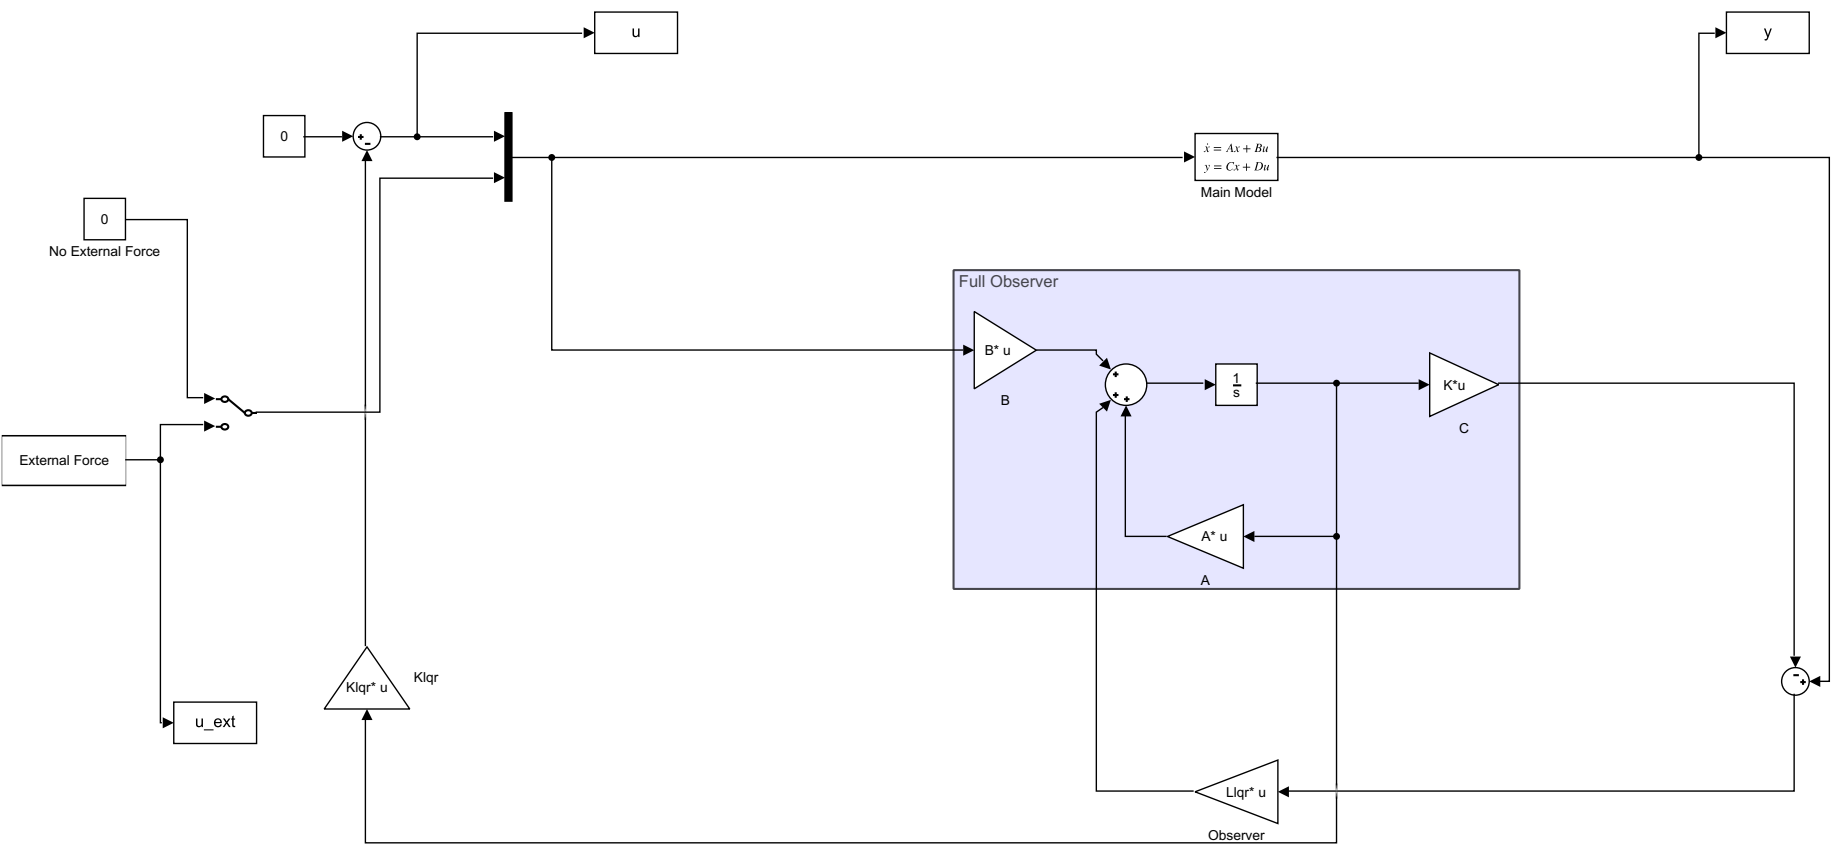 u
y
0
+
-
ẋ = Ax + Bu
y = Cx + Du
Main Model
0
No External Force
Full Observer
B* u
B
+
+
+
1
s
K*u
C
External Force
A* u
A
Klqr* u
Klqr
-
+
u_ext
Llqr* u
Observer